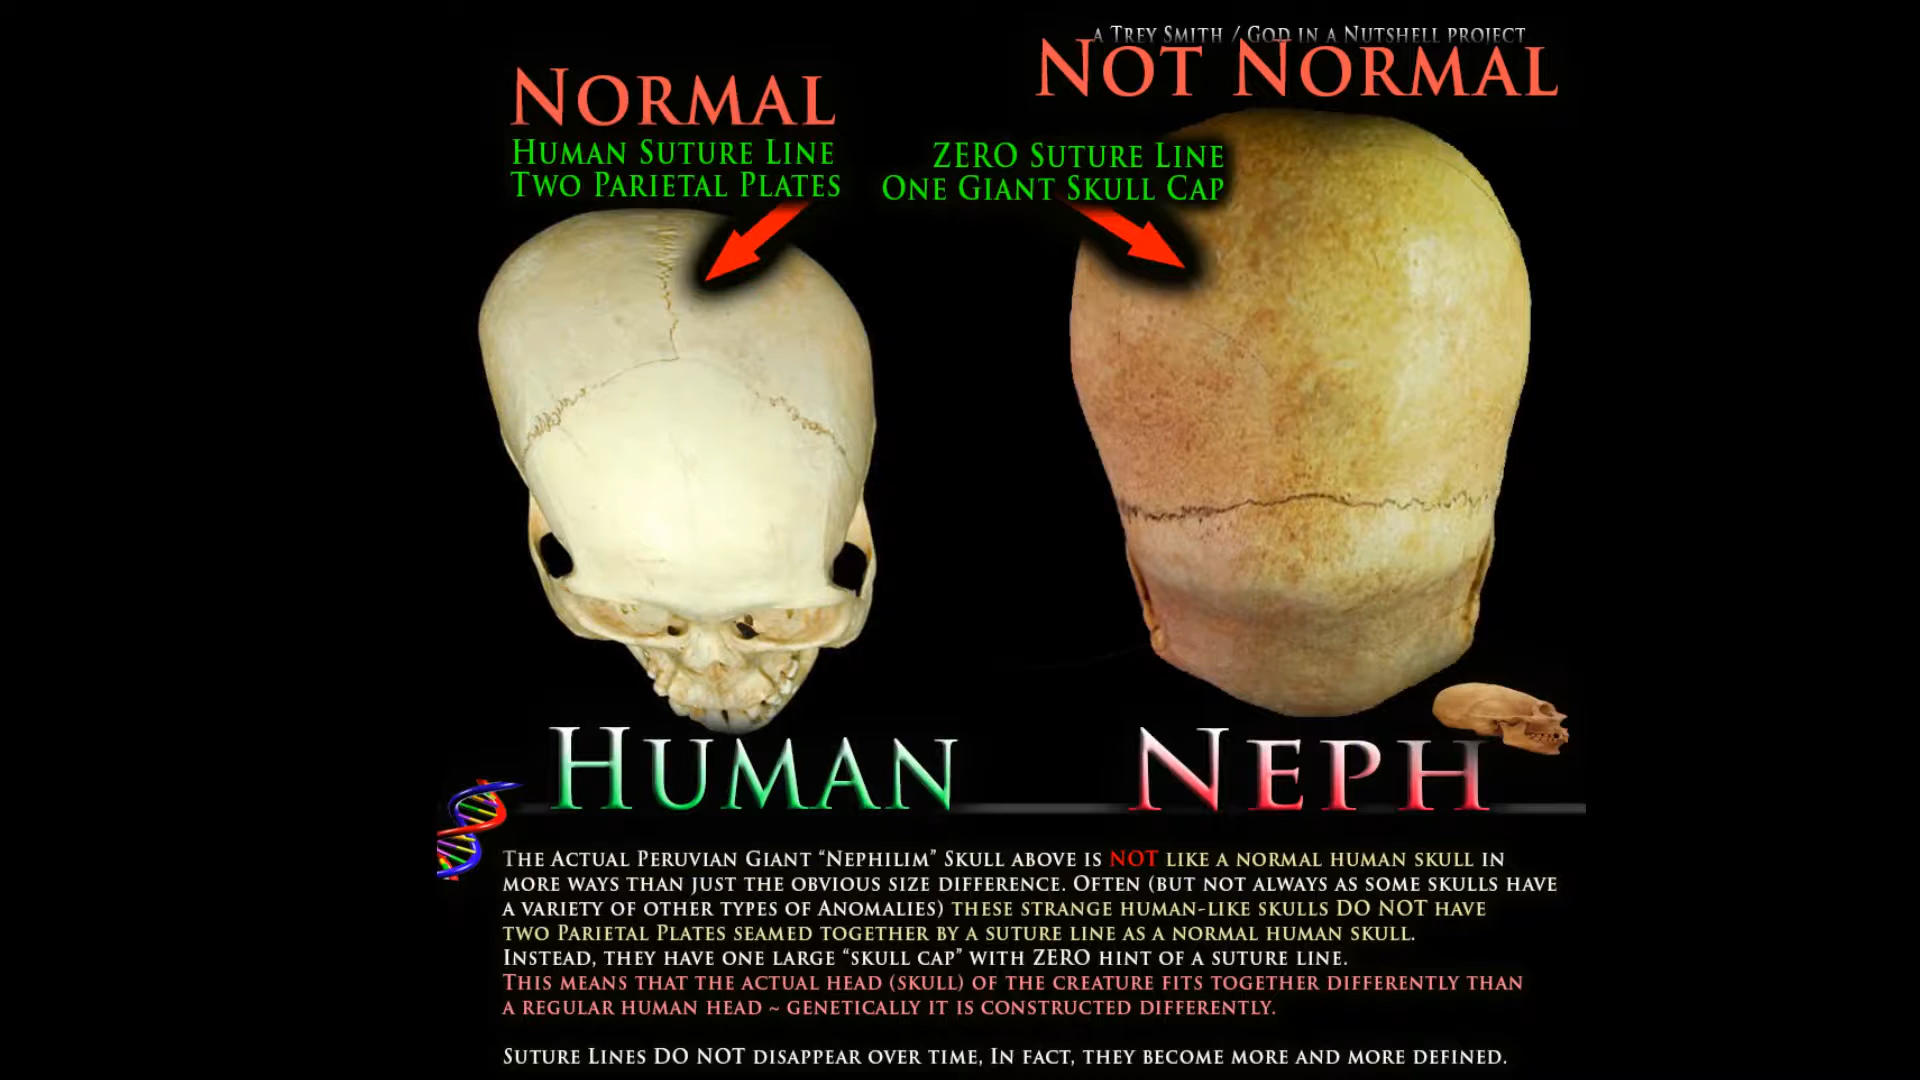 a Trey Smith / God in a Nutshell project
Not Normal
Normal
Human Suture Line
Two Parietal Plates
ZERO Suture Line
One Giant Skull Cap
Human
Neph
The Actual Peruvian Giant “Nephilim” Skull above is NOT like a normal human skull in
more ways than just the obvious size difference. Often (but not always as some skulls have
a variety of other types of Anomalies) these strange human-like skulls DO NOT have
two Parietal Plates seamed together by a suture line as a normal human skull.
Instead, they have one large “skull cap” with ZERO hint of a suture line.
This means that the actual head (skull) of the creature fits together differently than
a regular human head ~ genetically it is constructed differently.
Suture Lines DO NOT disappear over time, In fact, they become more and more defined.